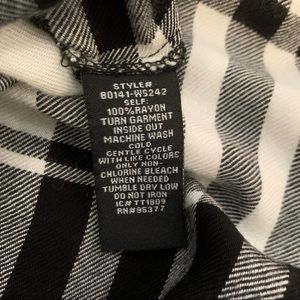 STYLE#
B0141-WS242
SELF:
100%RAYON
TURN GARMENT
INSIDE OUT
MACHINE WASH
COLD
GENTLE CYCLE
WITH LIKE COLORS
ONLY NON-
CHLORINE BLEACH
WHEN NEEDED
TUMBLE DRY LOW
DO NOT IRON
IC# TT1809
RN#95377